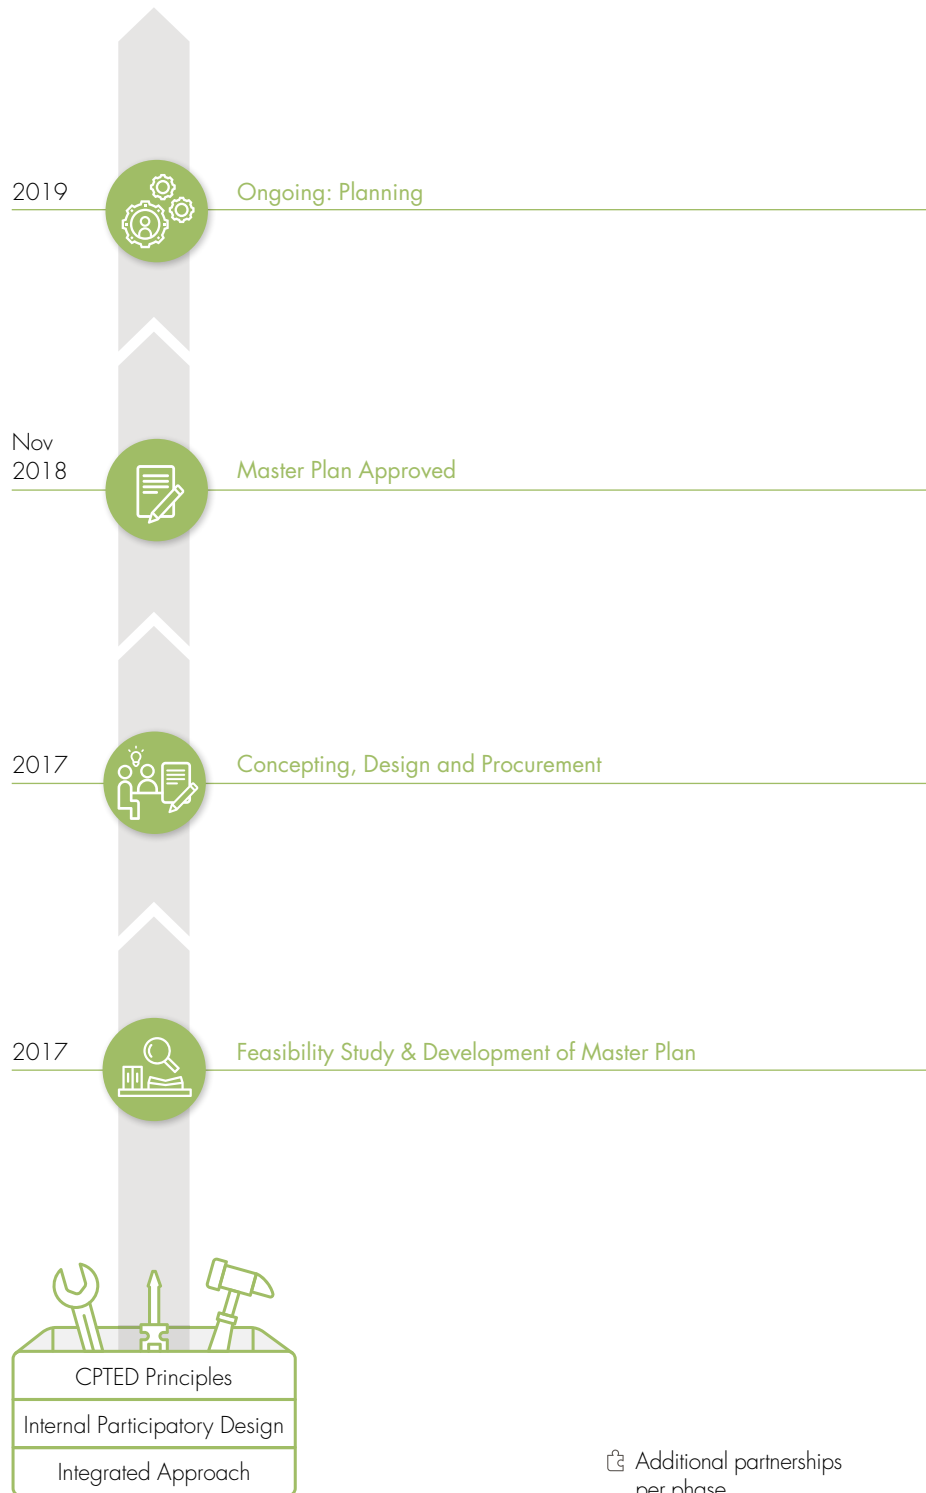 2019
Ongoing: Planning
Nov
2018
Master Plan Approved
2017
Concepting, Design and Procurement
2017
Feasibility Study & Development of Master Plan
CPTED Principles
Internal Participatory Design
Integrated Approach
Additional partnerships
per phase